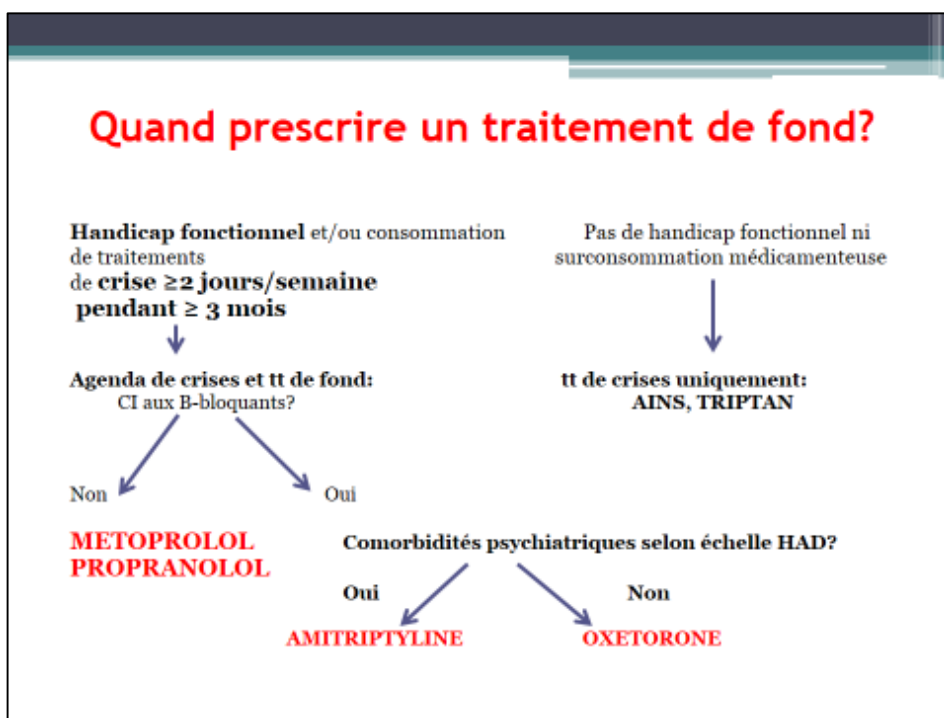 Quand prescrire un traitement de fond?
Handicap fonctionnel et/ou consommation
de traitements
de crise ≥2 jours/semaine
pendant ≥ 3 mois
Pas de handicap fonctionnel ni
surconsommation médicamenteuse
Agenda de crises et tt de fond:
CI aux B-bloquants?
tt de crises uniquement:
AINS, TRIPTAN
Non
Oui
METOPROLOL
PROPRANOLOL
Comorbidités psychiatriques selon échelle HAD?
Oui
Non
AMITRIPTYLINE
OXETORONE